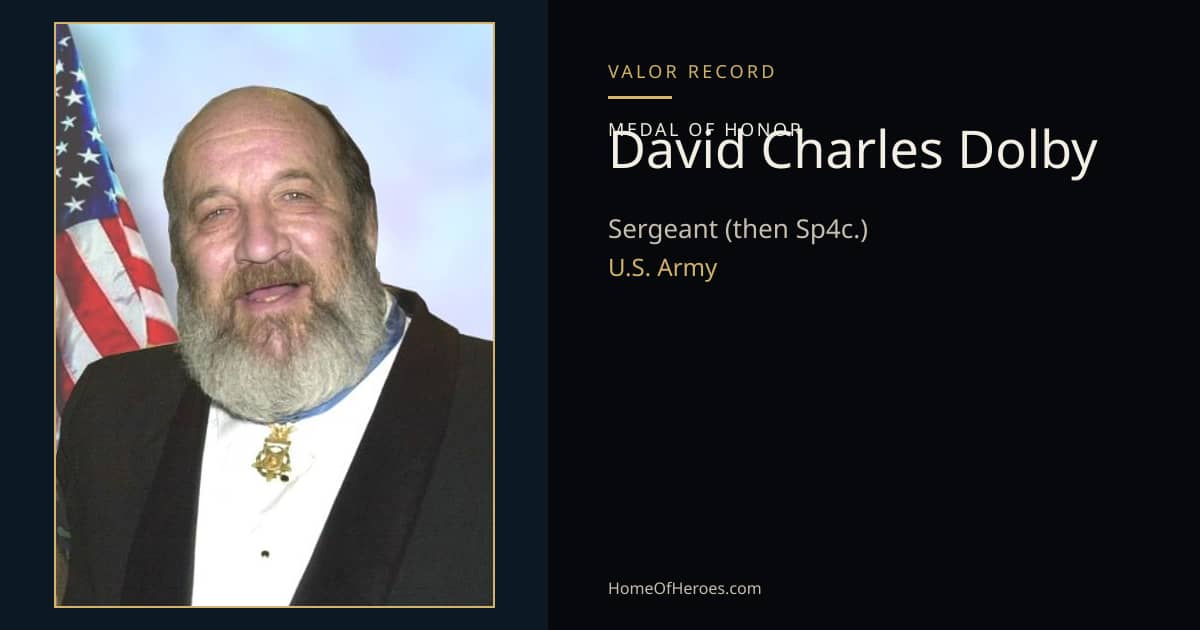 VALOR RECORD
MEDAL OF HONOR
David Charles Dolby
Sergeant (then Sp4c.)
U.S. Army
HomeOfHeroes.com